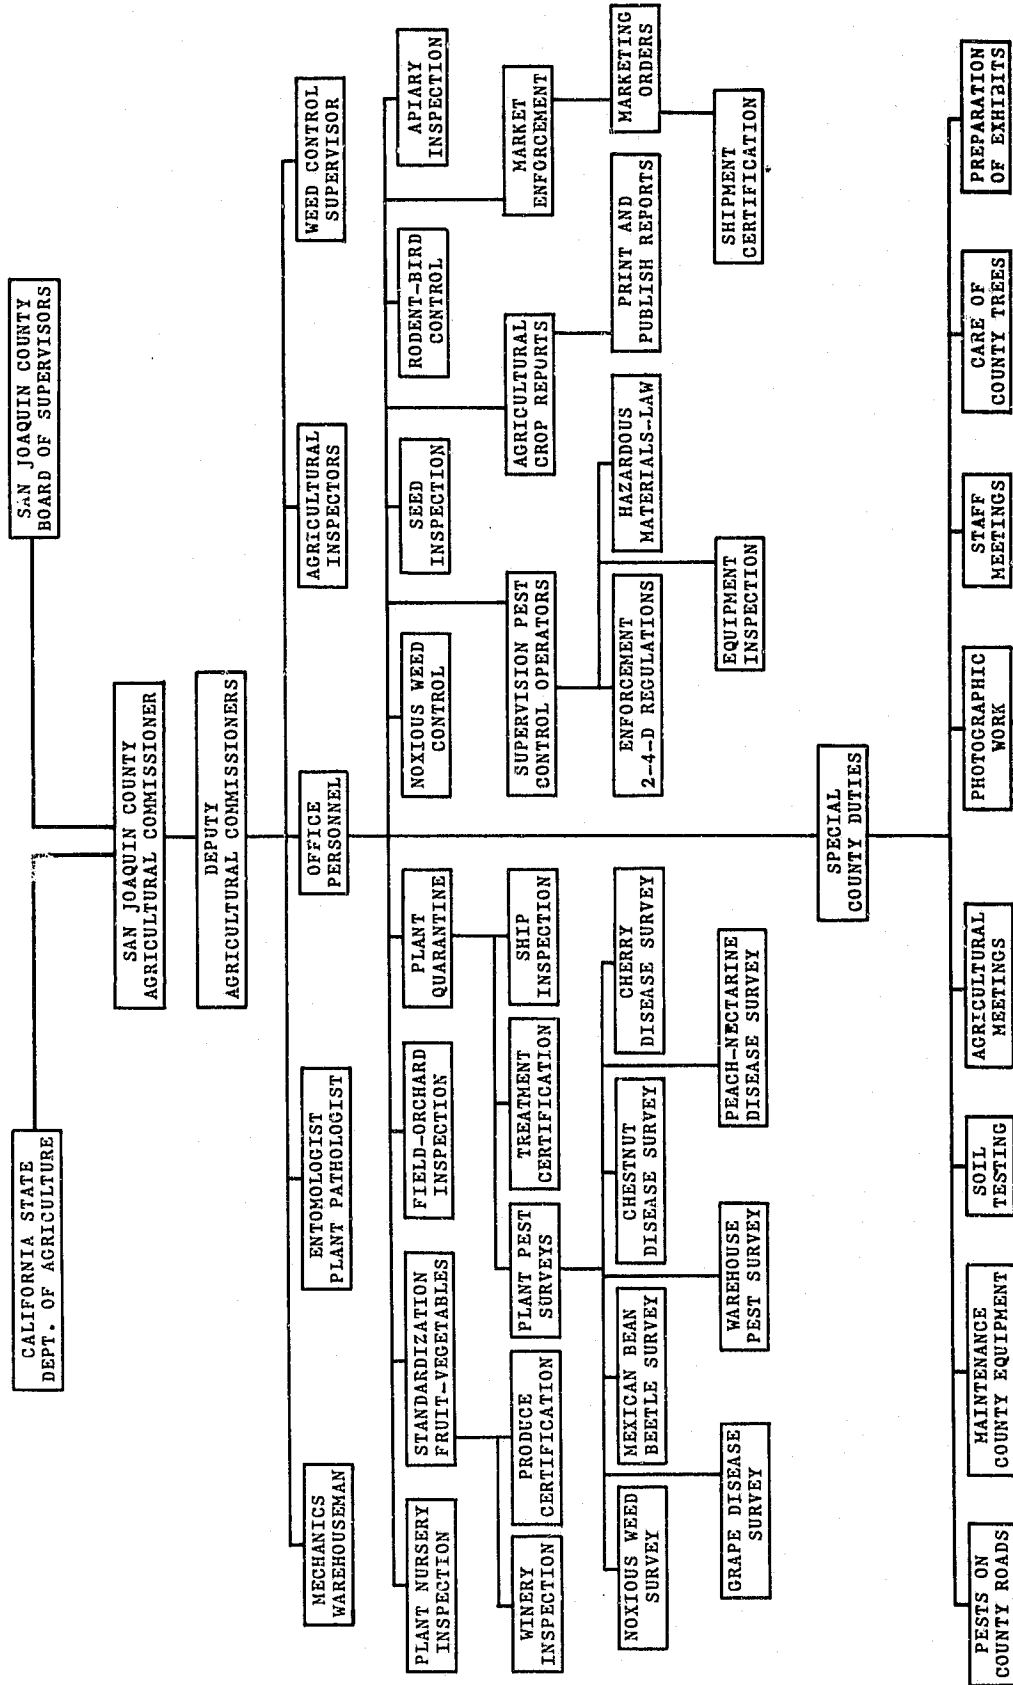 CALIFORNIA STATE
DEPT. OF AGRICULTURE
SAN JOAQUIN COUNTY
BOARD OF SUPERVISORS
SAN JOAQUIN COUNTY
AGRICULTURAL COMMISSIONER
DEPUTY
AGRICULTURAL COMMISSIONERS
MECHANICS
WAREHOUSEMAN
ENTOMOLOGIST
PLANT PATHOLOGIST
OFFICE
PERSONNEL
AGRICULTURAL
INSPECTORS
WEED CONTROL
SUPERVISOR
PLANT NURSERY
INSPECTION
STANDARDIZATION
FRUIT-VEGETABLES
FIELD-ORCHARD
INSPECTION
PLANT
QUARANTINE
NOXIOUS WEED
CONTROL
SEED
INSPECTION
RODENT-BIRD
CONTROL
APIARY
INSPECTION
WINERY
INSPECTION
PRODUCE
CERTIFICATION
PLANT PEST
SURVEYS
TREATMENT
CERTIFICATION
SHIP
INSPECTION
SUPERVISION PEST
CONTROL OPERATORS
AGRICULTURAL
CROP REPORTS
MARKET
ENFORCEMENT
NOXIOUS WEED
SURVEY
MEXICAN BEAN
BEETLE SURVEY
CHESTNUT
DISEASE SURVEY
CHERRY
DISEASE SURVEY
ENFORCEMENT
2-4-D REGULATIONS
HAZARDOUS
MATERIALS-LAW
PRINT AND
PUBLISH REPORTS
MARKETING
ORDERS
GRAPE DISEASE
SURVEY
WAREHOUSE
PEST SURVEY
PEACH-NECTARINE
DISEASE SURVEY
EQUIPMENT
INSPECTION
SHIPMENT
CERTIFICATION
SPECIAL
COUNTY DUTIES
PESTS ON
COUNTY ROADS
MAINTENANCE
COUNTY EQUIPMENT
SOIL
TESTING
AGRICULTURAL
MEETINGS
PHOTOGRAPHIC
WORK
STAFF
MEETINGS
CARE OF
COUNTY TREES
PREPARATION
OF EXHIBITS